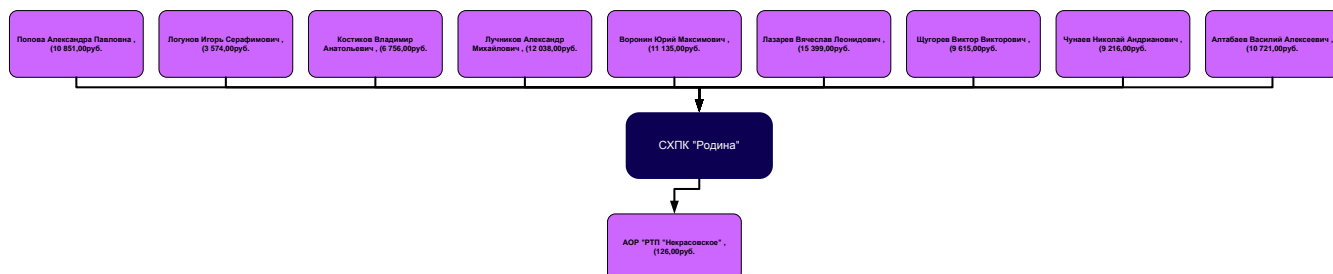 Попова Александра Павловна ,
(10 851,00руб.
Логунов Игорь Серафимович ,
(3 574,00руб.
Костиков Владимир
Анатольевич , (6 756,00руб.
Лучников Александр
Михайлович , (12 038,00руб.
Воронин Юрий Максимович ,
(11 135,00руб.
Лазарев Вячеслав Леонидович ,
(15 399,00руб.
Щугорев Виктор Викторович ,
(9 615,00руб.
Чунаев Николай Андрианович ,
(9 216,00руб.
Алтабаев Василий Алексеевич ,
(10 721,00руб.
СХПК "Родина"
АОР "РТП "Некрасовское" ,
(126,00руб.